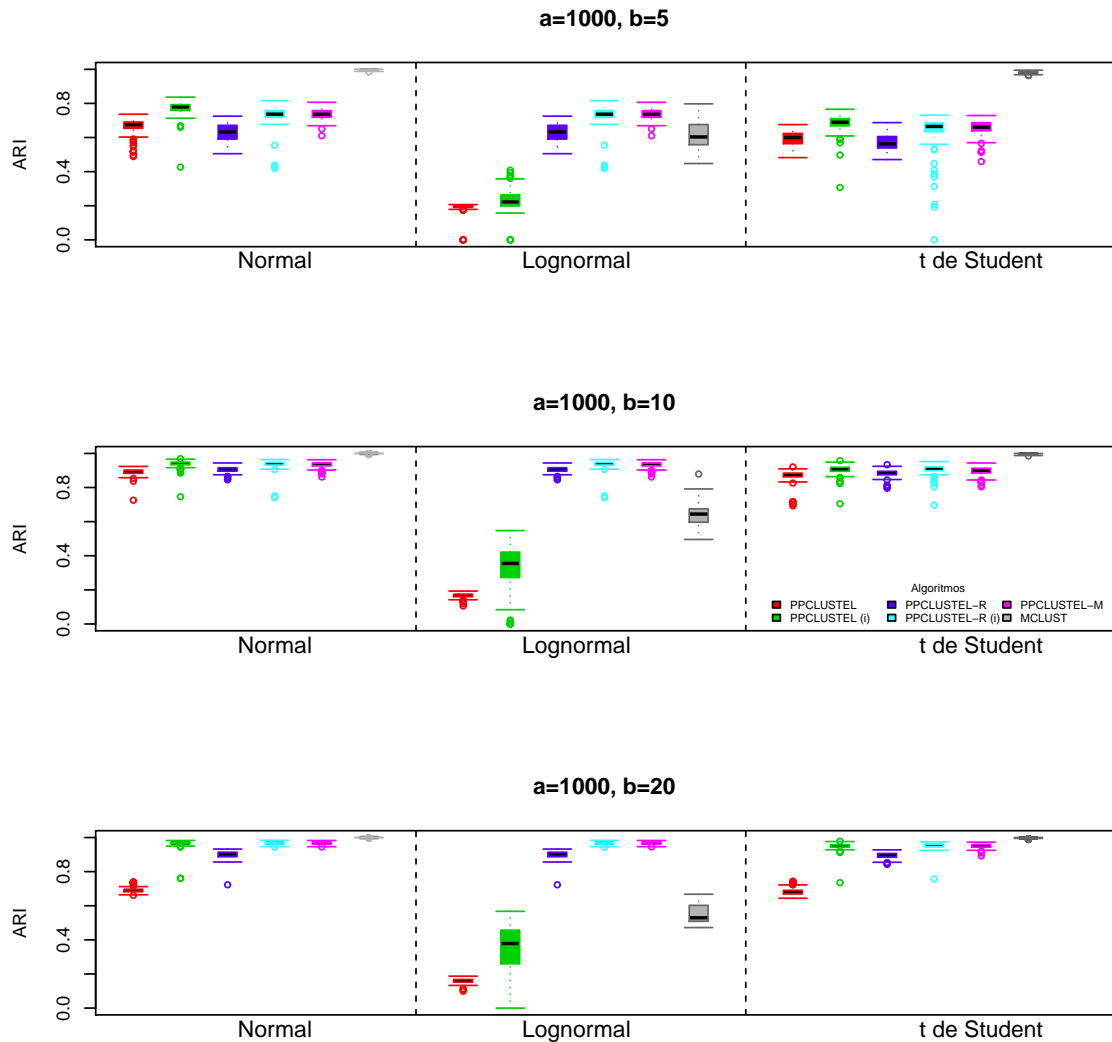 a=1000, b=5
ARI
0.0 0.4 0.8
Normal Lognormal t de Student
a=1000, b=10
ARI
0.0 0.4 0.8
Algoritmos
PPCLUSTEL PPCLUSTEL−R PPCLUSTEL−M
PPCLUSTEL (i) PPCLUSTEL−R (i) MCLUST
Normal Lognormal t de Student
a=1000, b=20
ARI
0.0 0.4 0.8
Normal Lognormal t de Student